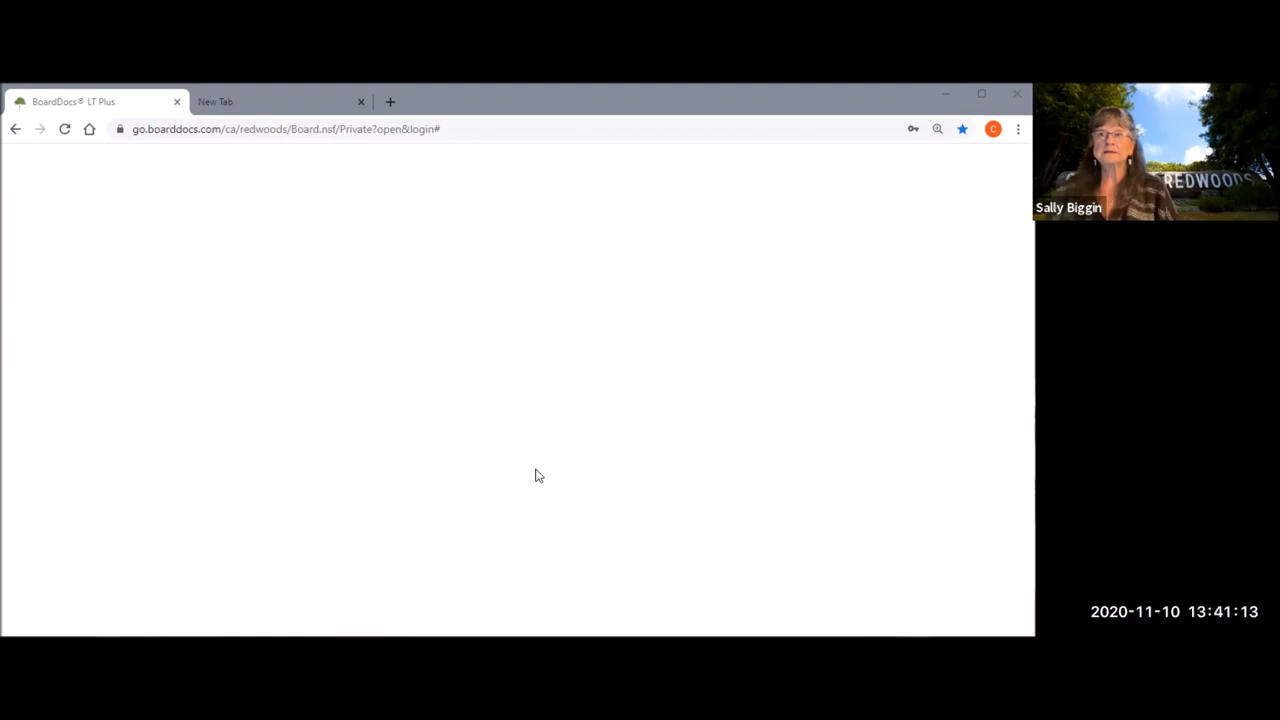 BoardDocs® LT Plus
New Tab
go.boarddocs.com/ca/redwoods/Board.nsf/Private?open&login#
C
REDWOODS
Sally Biggin
2020-11-10 13:41:13